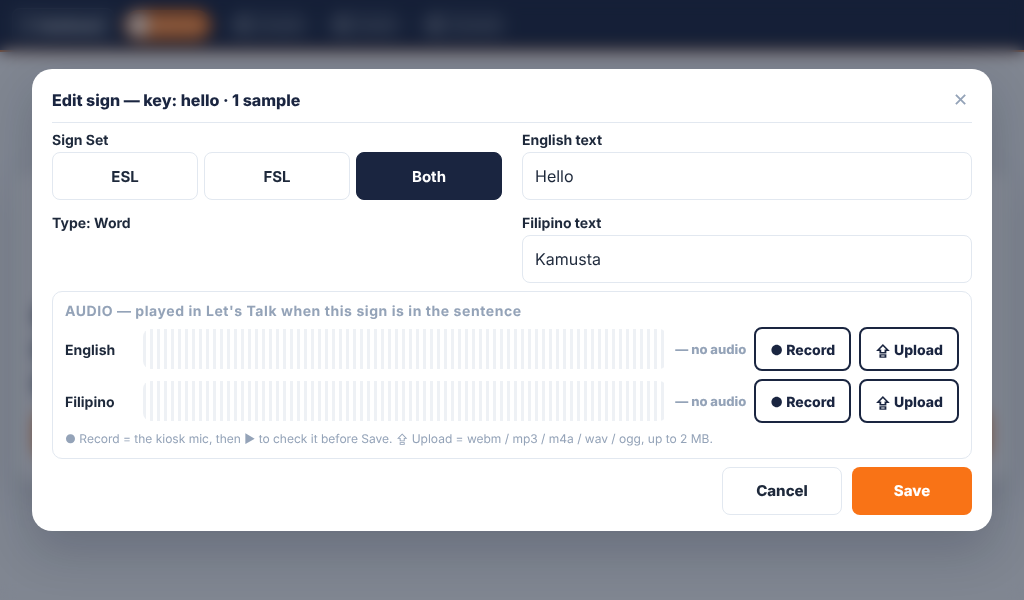 Edit sign — key: hello · 1 sample ✕
Sign Set
ESL FSL Both
English text
Hello
Type: Word
Filipino text
Kamusta
AUDIO — played in Let's Talk when this sign is in the sentence
English — no audio ● Record ⇪ Upload
Filipino — no audio ● Record ⇪ Upload
● Record = the kiosk mic, then ▶ to check it before Save. ⇪ Upload = webm / mp3 / m4a / wav / ogg, up to 2 MB.
Cancel Save